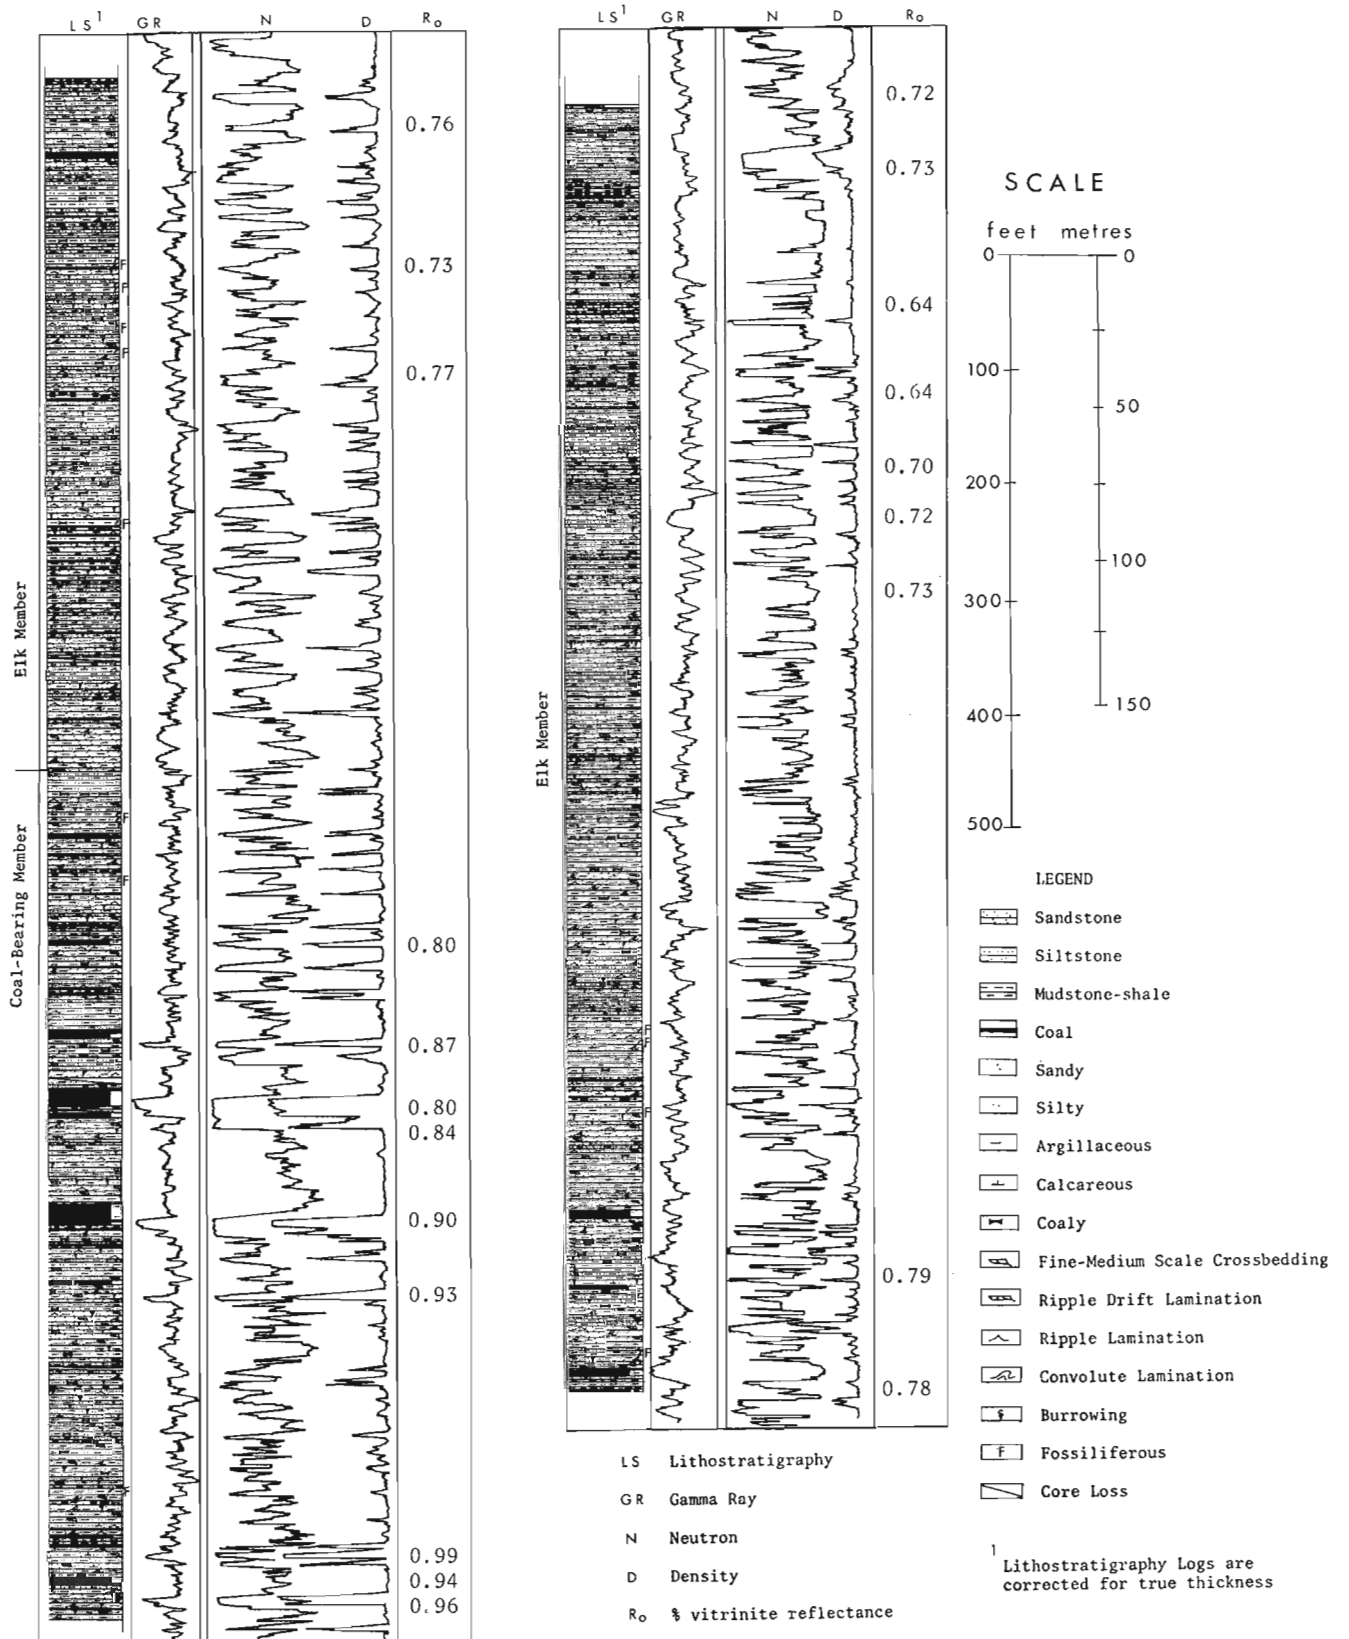 LS1 GR N D Ro
0.76
0.73
F
F
F
F
0.77
F
Elk Member
F
Coal-Bearing Member
F
0.80
0.87
0.80
0.84
0.90
0.93
0.99
0.94
0.96
LS1 GR N D Ro
0.72
0.73
0.64
0.64
0.70
0.72
0.73
Elk Member
F
F
F
0.79
F
0.78
LS Lithostratigraphy
GR Gamma Ray
N Neutron
D Density
Ro % vitrinite reflectance
SCALE
feet metres
0 0
100
50
200
100
300
400
150
500
LEGEND
Sandstone
Siltstone
Mudstone-shale
Coal
Sandy
Silty
Argillaceous
Calcareous
Coaly
Fine-Medium Scale Crossbedding
Ripple Drift Lamination
Ripple Lamination
Convolute Lamination
Burrowing
F Fossiliferous
Core Loss
1 Lithostratigraphy Logs are
corrected for true thickness